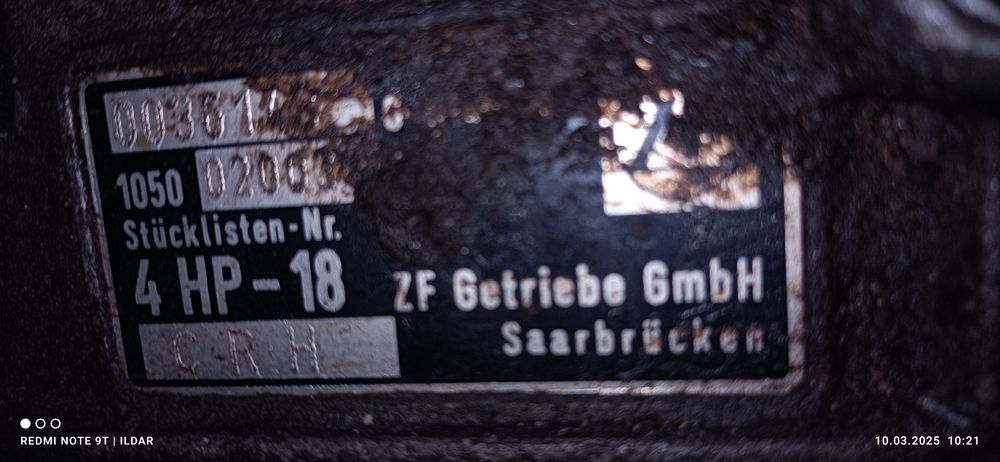 1050
Stücklisten-Nr.
4 HP-18
ZF Getriebe GmbH
Saarbrücken
CRH
REDMI NOTE 9T | ILDAR
10.03.2025 10:21